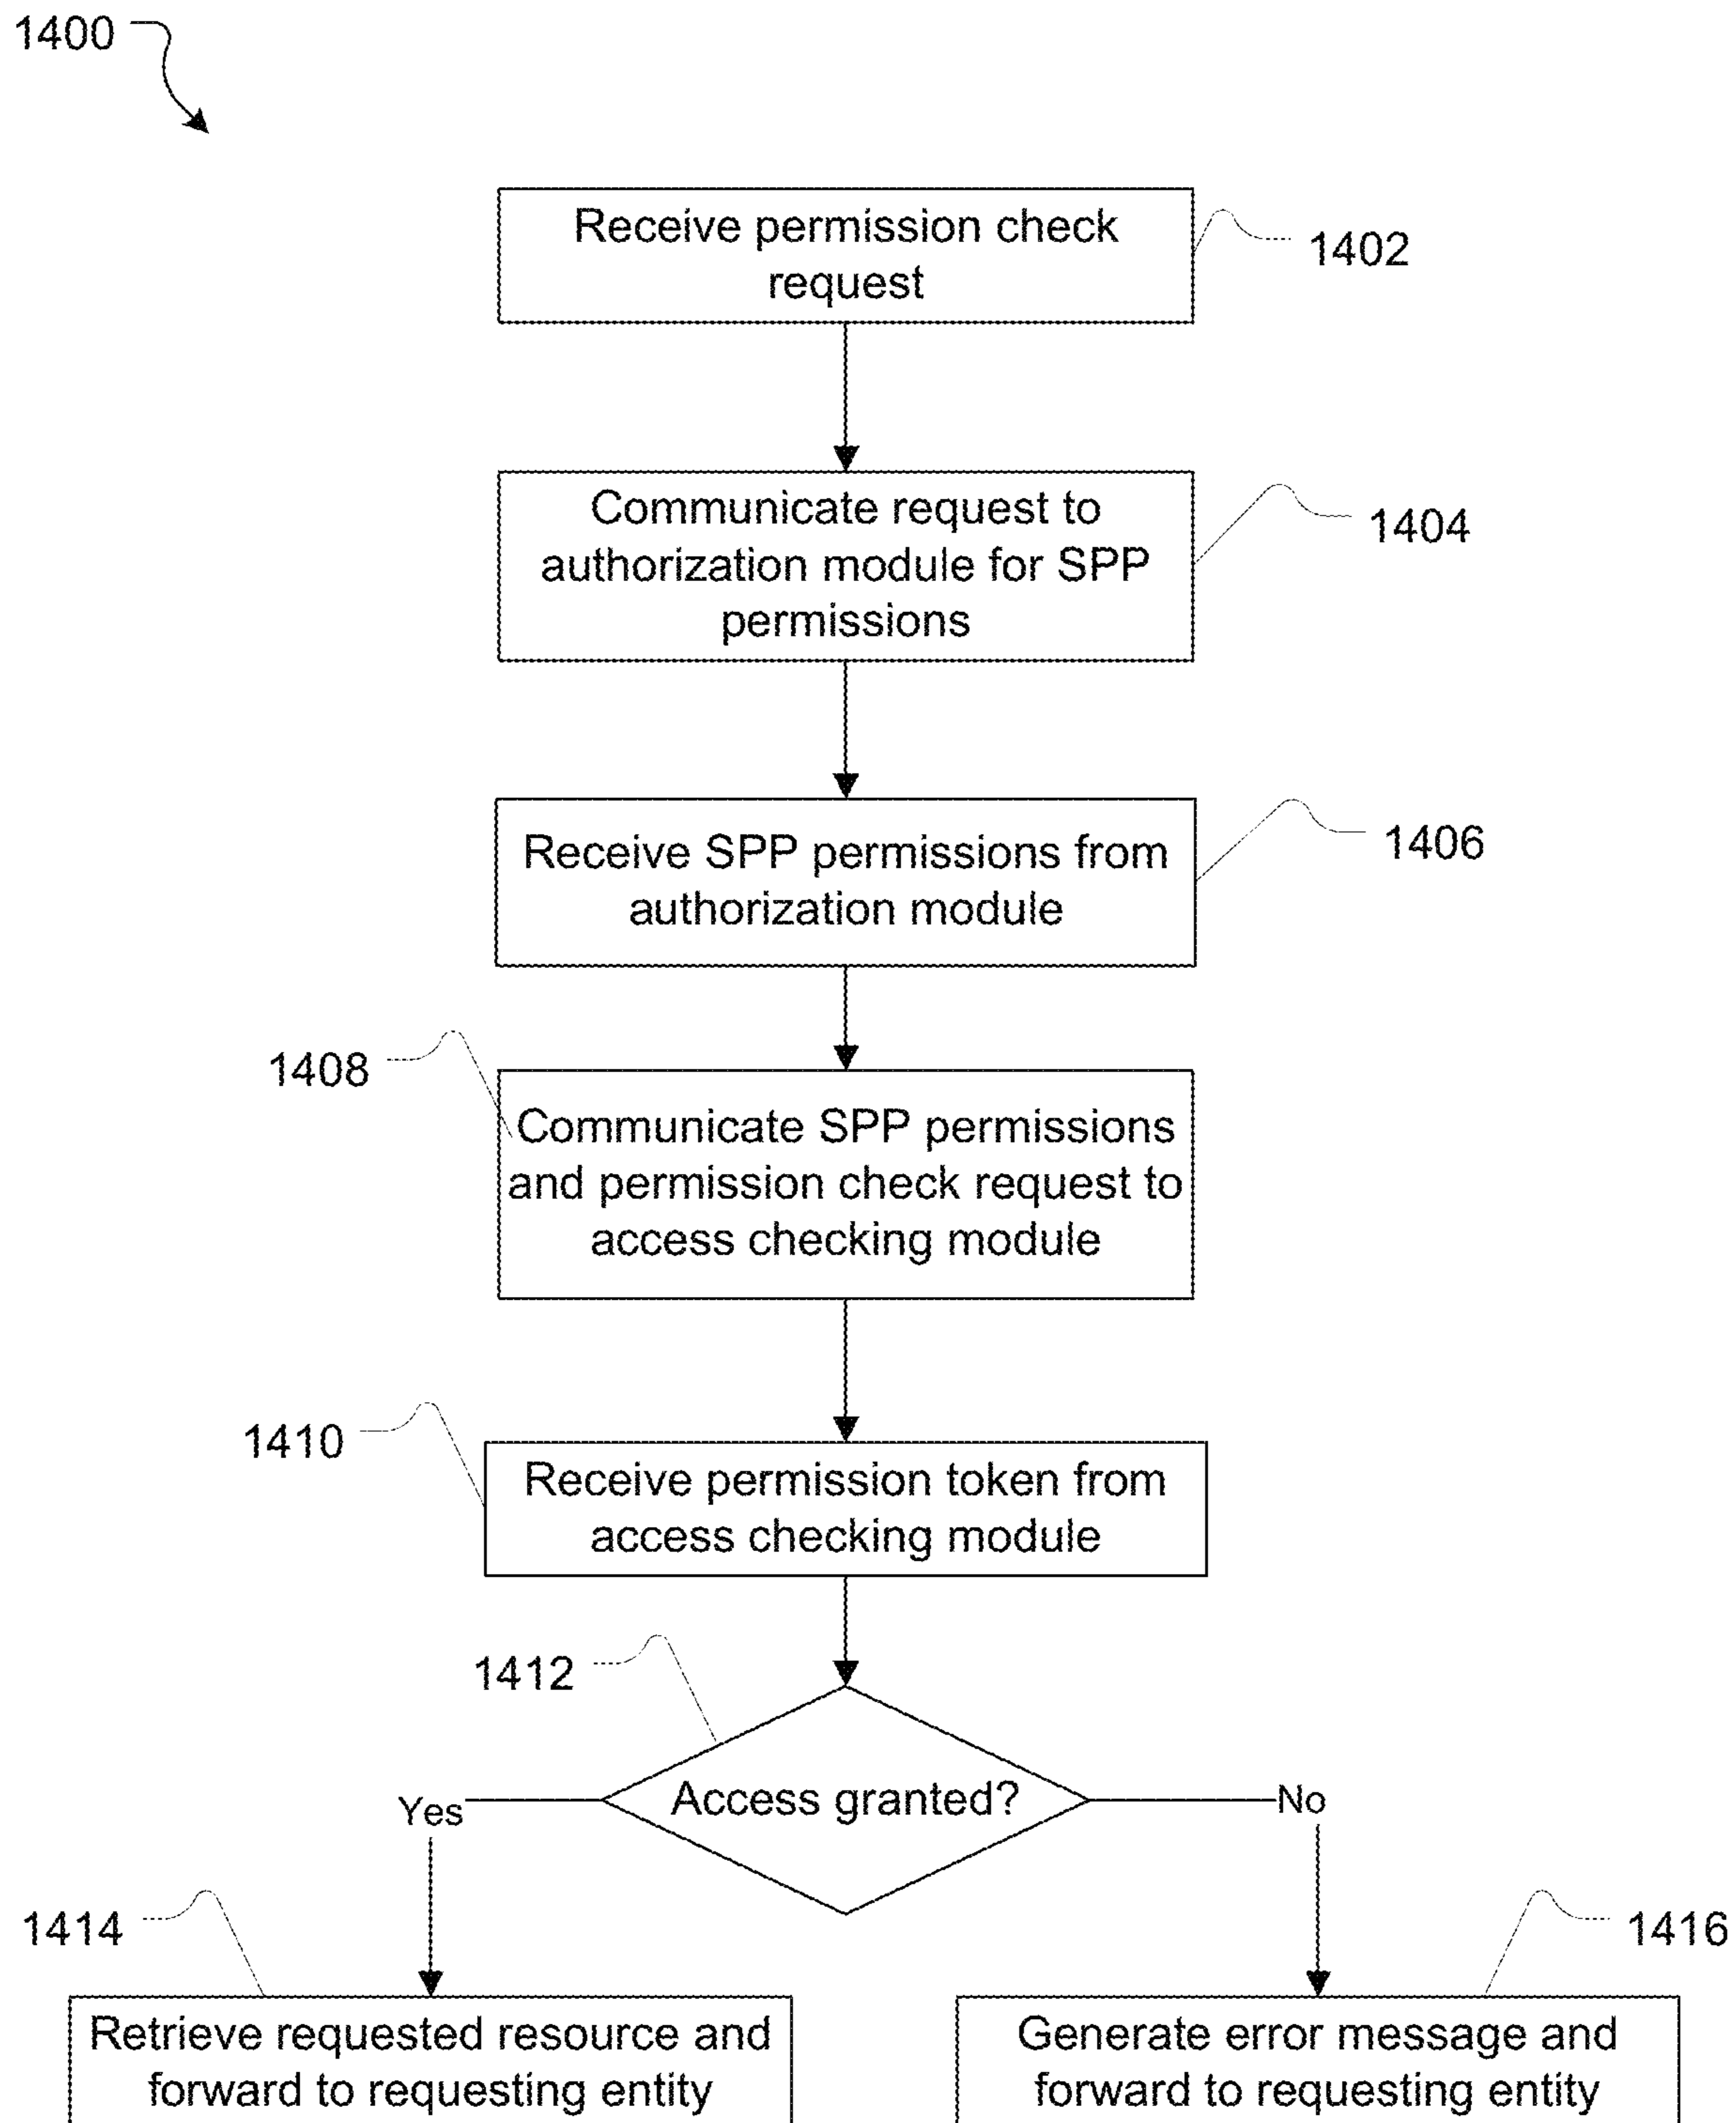 1400
Receive permission check
request
1402
Communicate request to
authorization module for SPP
permissions
1404
Receive SPP permissions from
authorization module
1406
1408
Communicate SPP permissions
and permission check request to
access checking module
1410
Receive permission token from
access checking module
1412
Access granted?
Yes
No
1414
1416
Retrieve requested resource and
forward to requesting entity
Generate error message and
forward to requesting entity